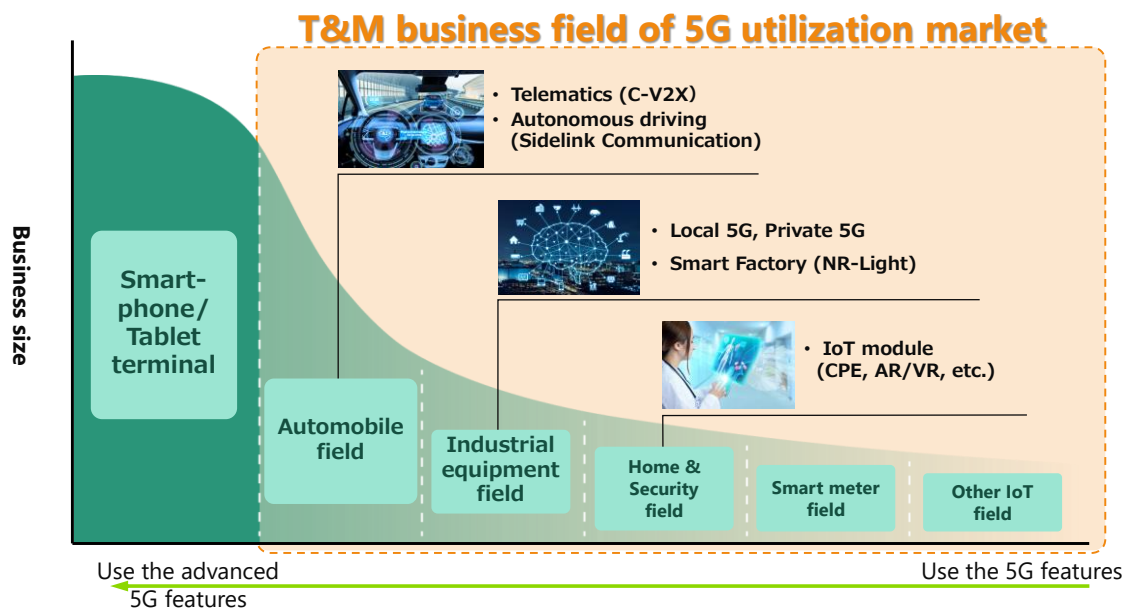 T&M business field of 5G utilization market
• Telematics (C-V2X)
• Autonomous driving
(Sidelink Communication)
• Local 5G, Private 5G
• Smart Factory (NR-Light)
• IoT module
(CPE, AR/VR, etc.)
Business size
Smart-
phone/
Tablet
terminal
Automobile
field
Industrial
equipment
field
Home &
Security
field
Smart meter
field
Other IoT
field
Use the advanced
5G features
Use the 5G features